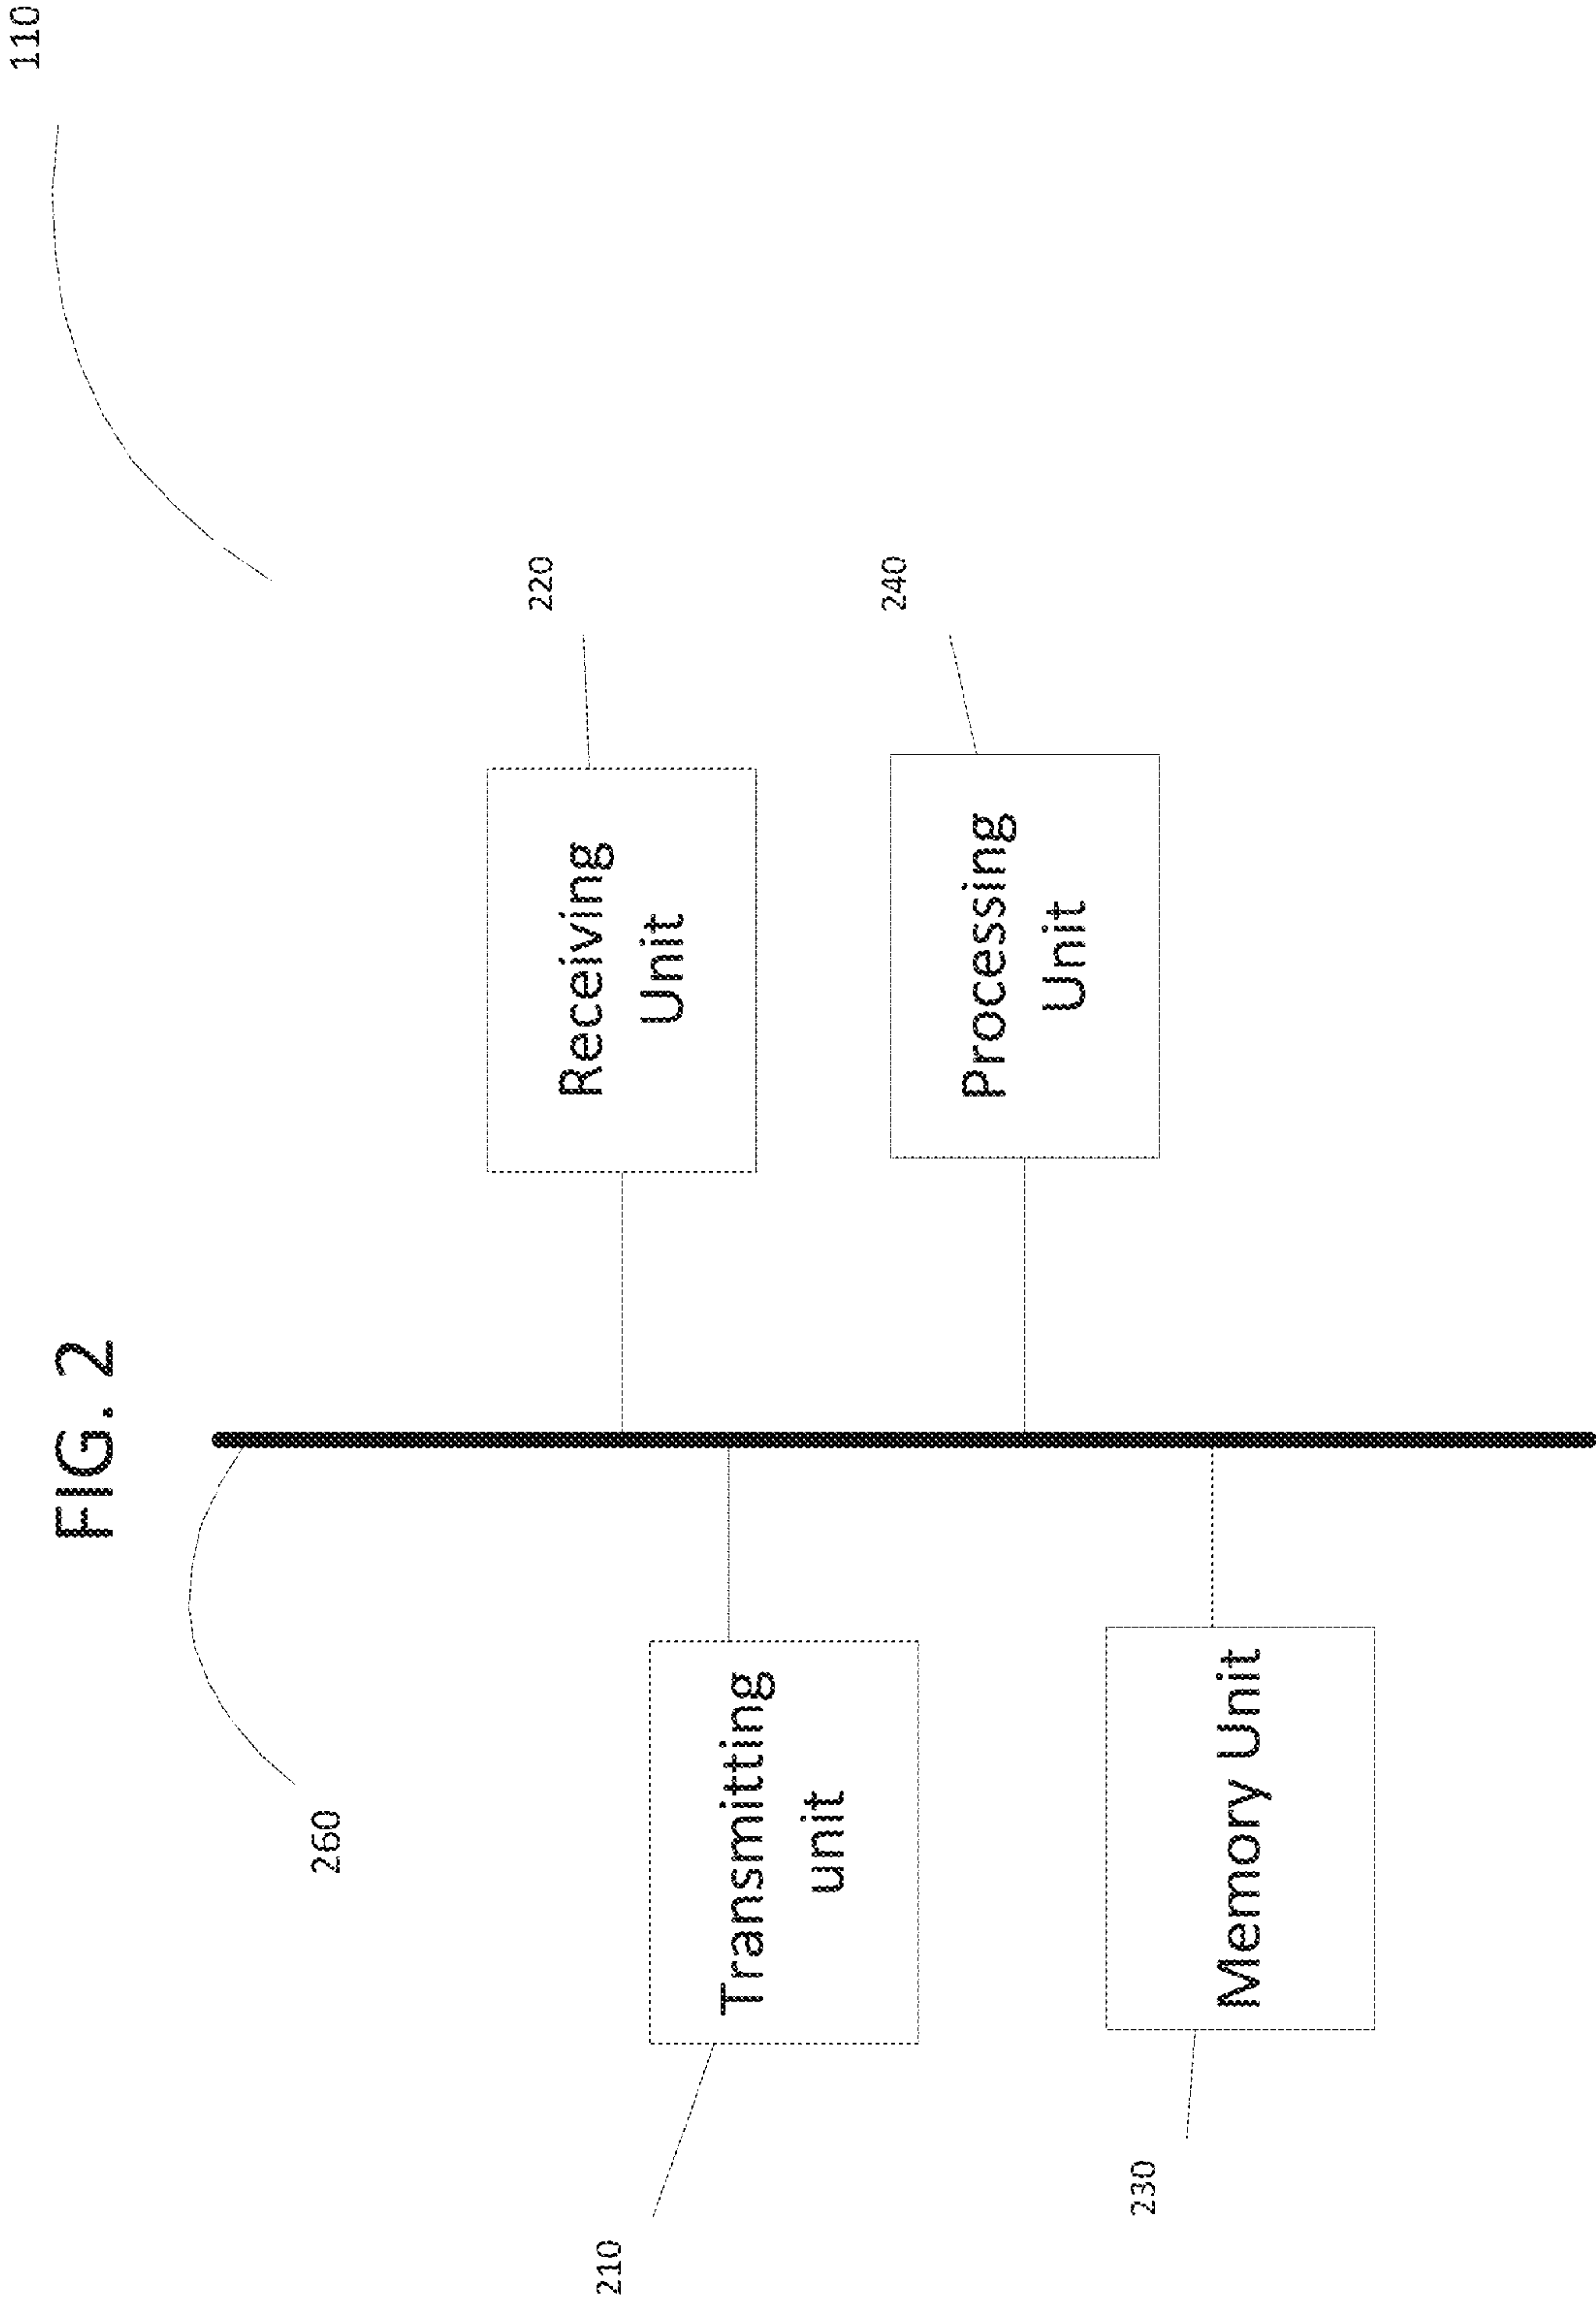 FIG. 2
110
260
210
Transmitting
unit
220
Receiving
Unit
230
Memory Unit
240
Processing
Unit